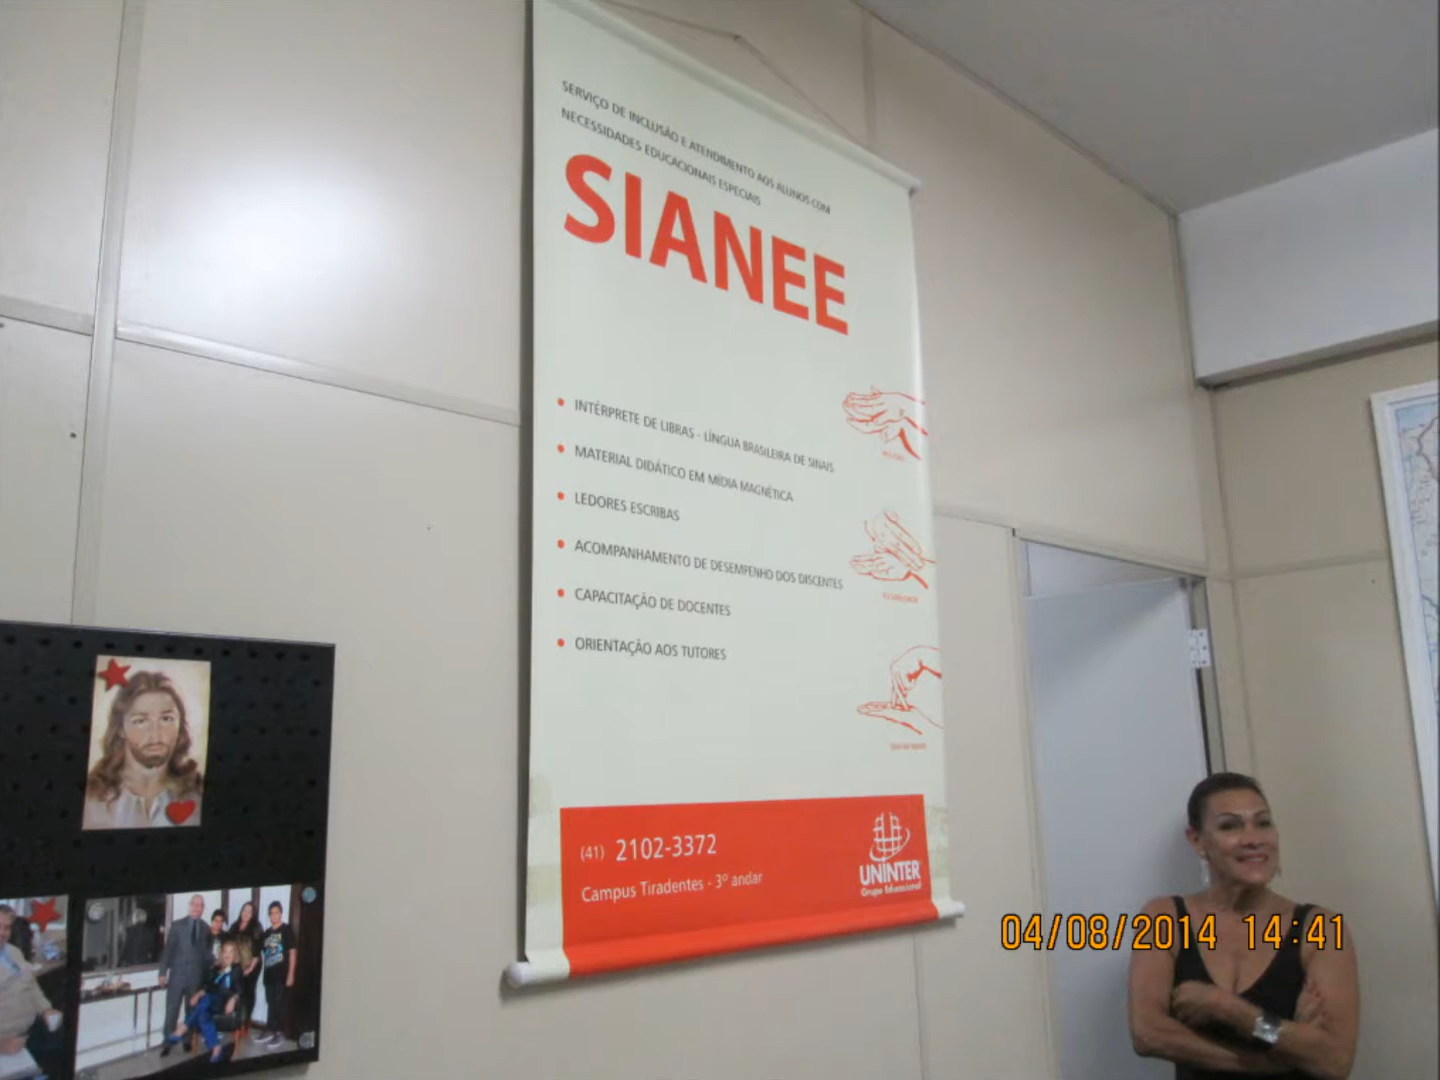 SERVIÇO DE INCLUSÃO E ATENDIMENTO AOS ALUNOS COM
NECESSIDADES EDUCACIONAIS ESPECIAIS
SIANEE
INTÉRPRETE DE LIBRAS - LÍNGUA BRASILEIRA DE SINAIS
MATERIAL DIDÁTICO EM MÍDIA MAGNÉTICA
LEDORES ESCRIBAS
ACOMPANHAMENTO DE DESEMPENHO DOS DISCENTES
CAPACITAÇÃO DE DOCENTES
ORIENTAÇÃO AOS TUTORES
(41) 2102-3372
Campus Tiradentes - 3º andar
UNINTER
Grupo Educacional
04/08/2014 14:41